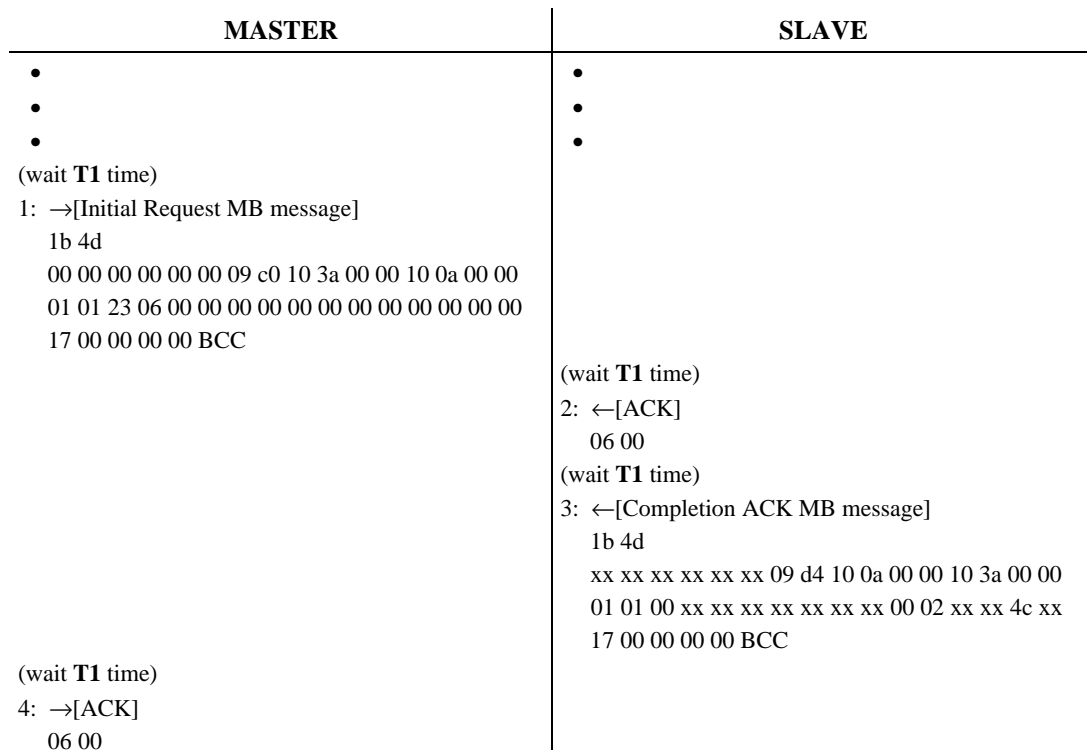 MASTER SLAVE
• •
• •
• •
(wait T1 time)
1: →[Initial Request MB message]
1b 4d
00 00 00 00 00 00 09 c0 10 3a 00 00 10 0a 00 00
01 01 23 06 00 00 00 00 00 00 00 00 00 00 00 00
17 00 00 00 00 BCC
(wait T1 time)
2: ←[ACK]
06 00
(wait T1 time)
3: ←[Completion ACK MB message]
1b 4d
xx xx xx xx xx xx 09 d4 10 0a 00 00 10 3a 00 00
01 01 00 xx xx xx xx xx xx xx 00 02 xx xx 4c xx
17 00 00 00 00 BCC
(wait T1 time)
4: →[ACK]
06 00